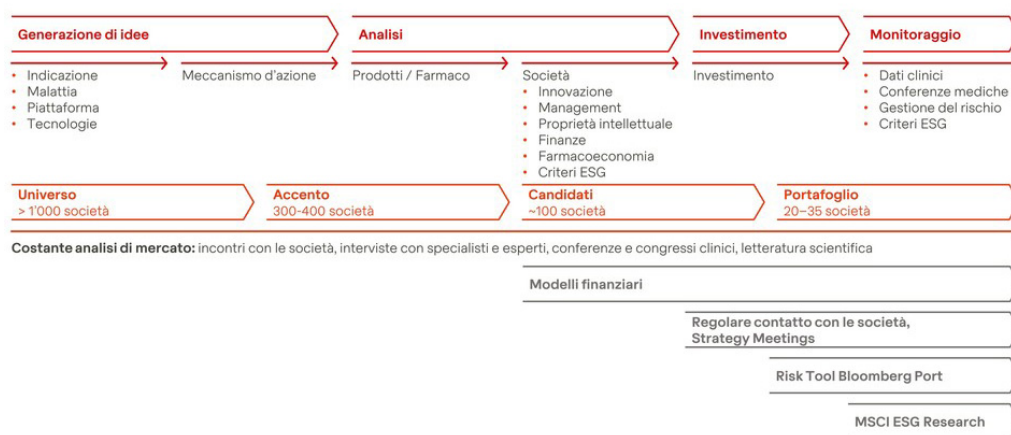 Generazione di idee
Analisi
Investimento
Monitoraggio
• Indicazione
• Malattia
• Piattaforma
• Tecnologie
Meccanismo d'azione
Prodotti / Farmaco
Società
• Innovazione
• Management
• Proprietà intellettuale
• Finanze
• Farmacoeconomia
• Criteri ESG
Investimento
• Dati clinici
• Conferenze mediche
• Gestione del rischio
• Criteri ESG
Universo
> 1'000 società
Accento
300-400 società
Candidati
~100 società
Portafoglio
20–35 società
Costante analisi di mercato: incontri con le società, interviste con specialisti e esperti, conferenze e congressi clinici, letteratura scientifica
Modelli finanziari
Regolare contatto con le società,
Strategy Meetings
Risk Tool Bloomberg Port
MSCI ESG Research